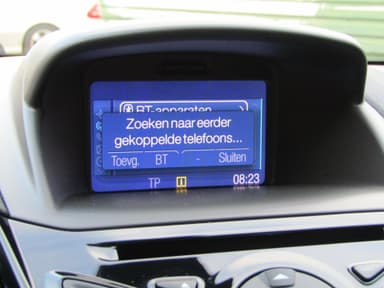 BT-apparaten
Zoeken naar eerder
gekoppelde telefoons...
Toevg. BT - Sluiten
TP 08:23